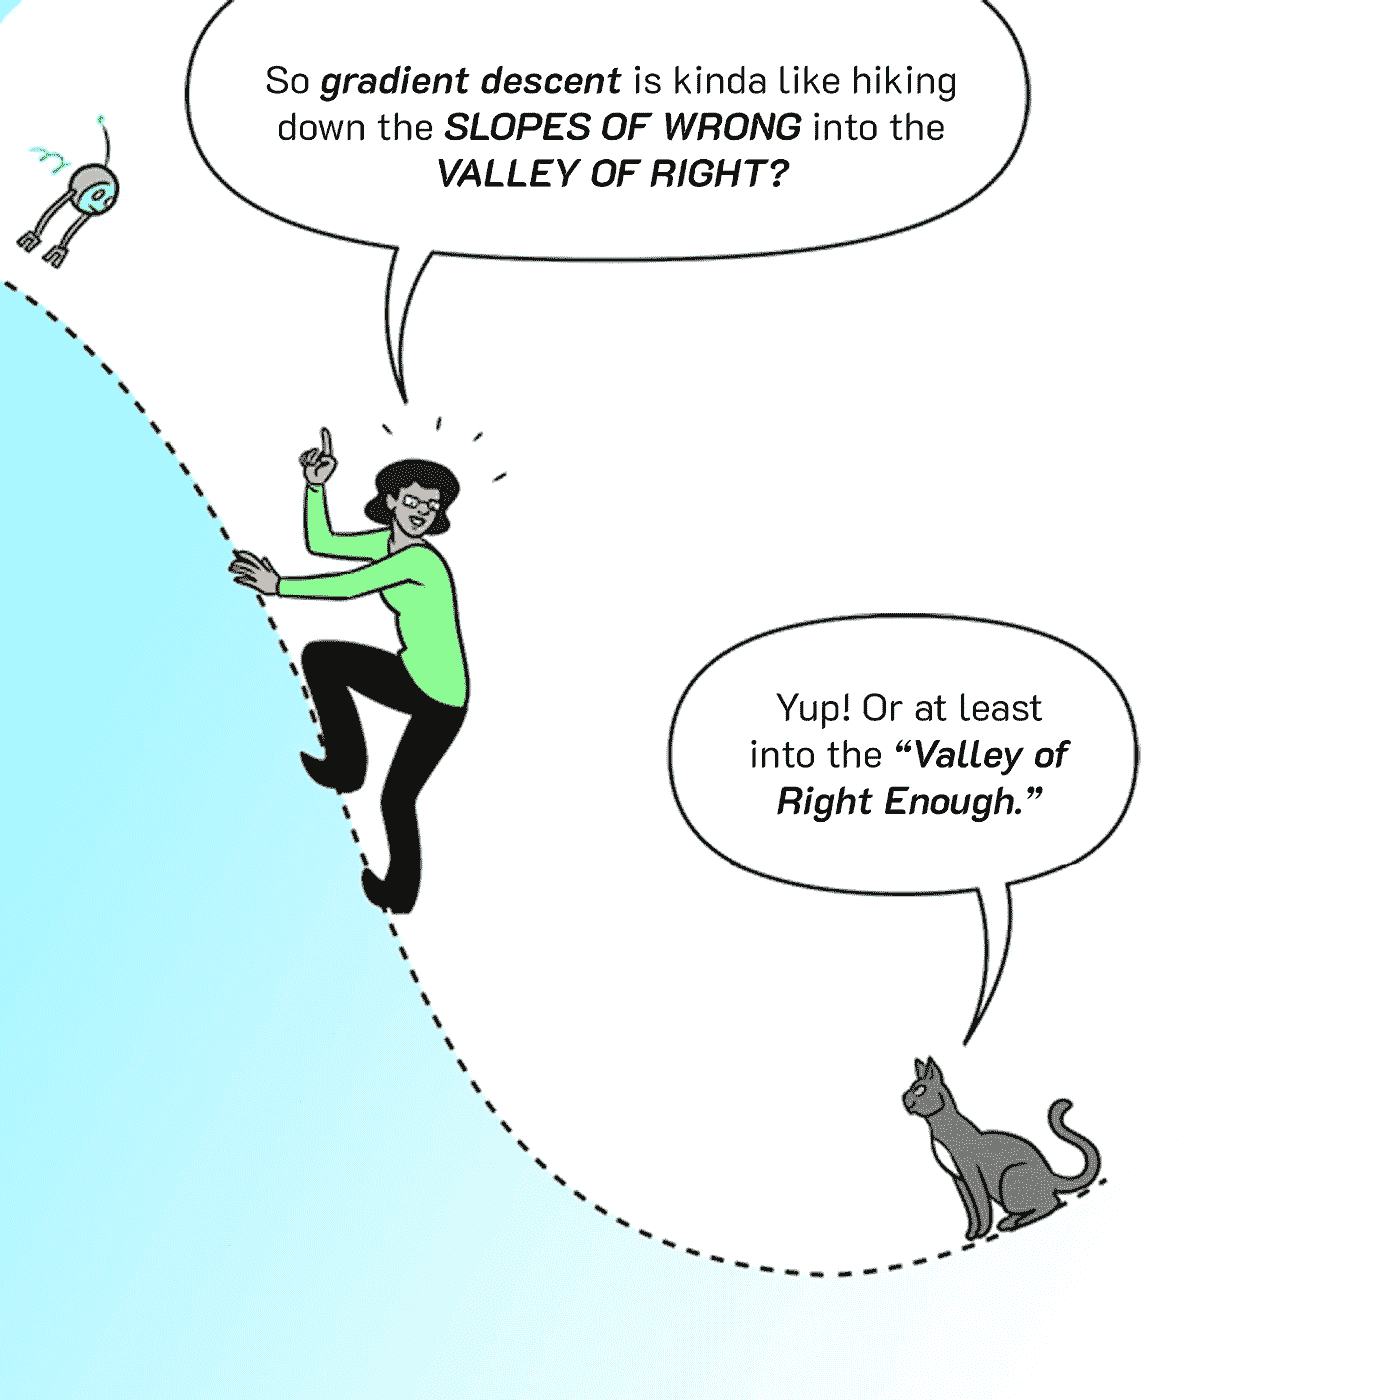 So gradient descent is kinda like hiking
down the SLOPES OF WRONG into the
VALLEY OF RIGHT?
Yup! Or at least
into the “Valley of
Right Enough.”